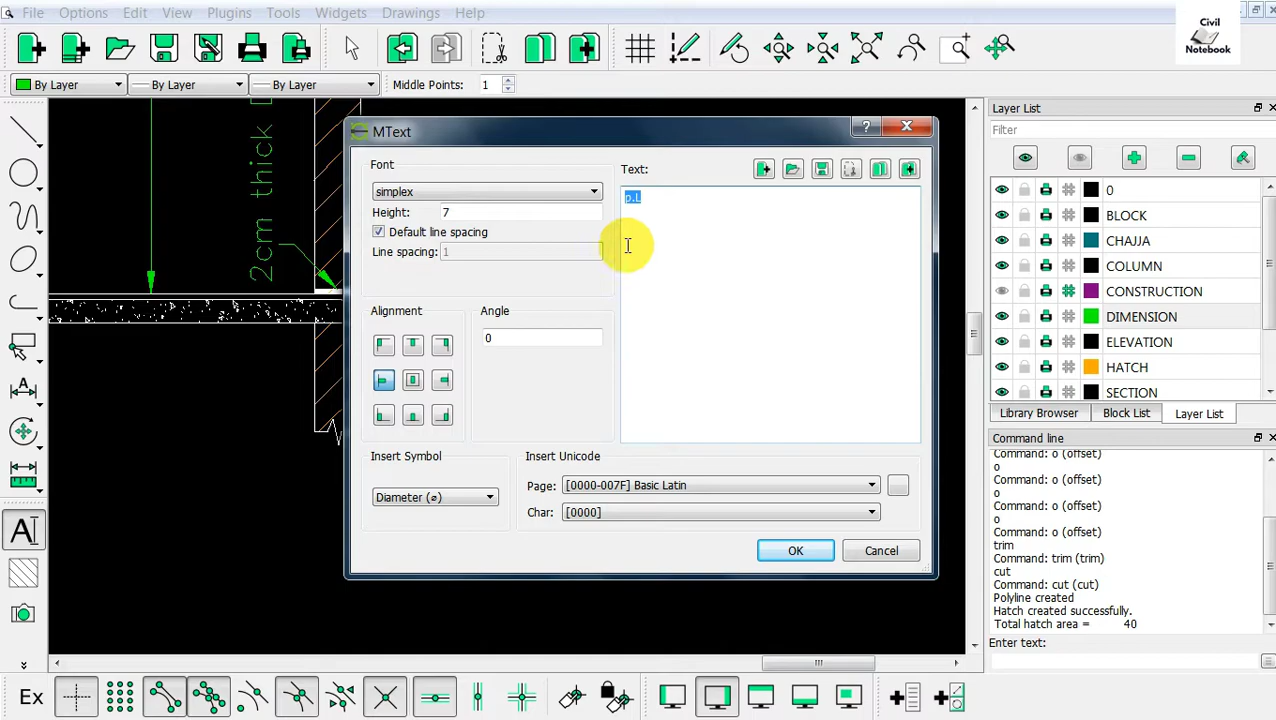 File Options Edit View Plugins Tools Widgets Drawings Help
Civil
Notebook
By Layer By Layer By Layer Middle Points: 1
2cm thick
MText
Font
simplex
Height: 7
Default line spacing
Line spacing: 1
Alignment
Angle
0
Text:
p.L
Insert Symbol
Diameter (⌀)
Insert Unicode
Page: [0000-007F] Basic Latin
Char: [0000]
OK Cancel
Layer List
Filter
0
BLOCK
CHAJJA
COLUMN
CONSTRUCTION
DIMENSION
ELEVATION
HATCH
SECTION
Library Browser Block List Layer List
Command line
Command: o (offset)
o
Command: o (offset)
o
Command: o (offset)
o
Command: o (offset)
trim
Command: trim (trim)
cut
Command: cut (cut)
Polyline created
Hatch created successfully.
Total hatch area = 40
Enter text:
Ex